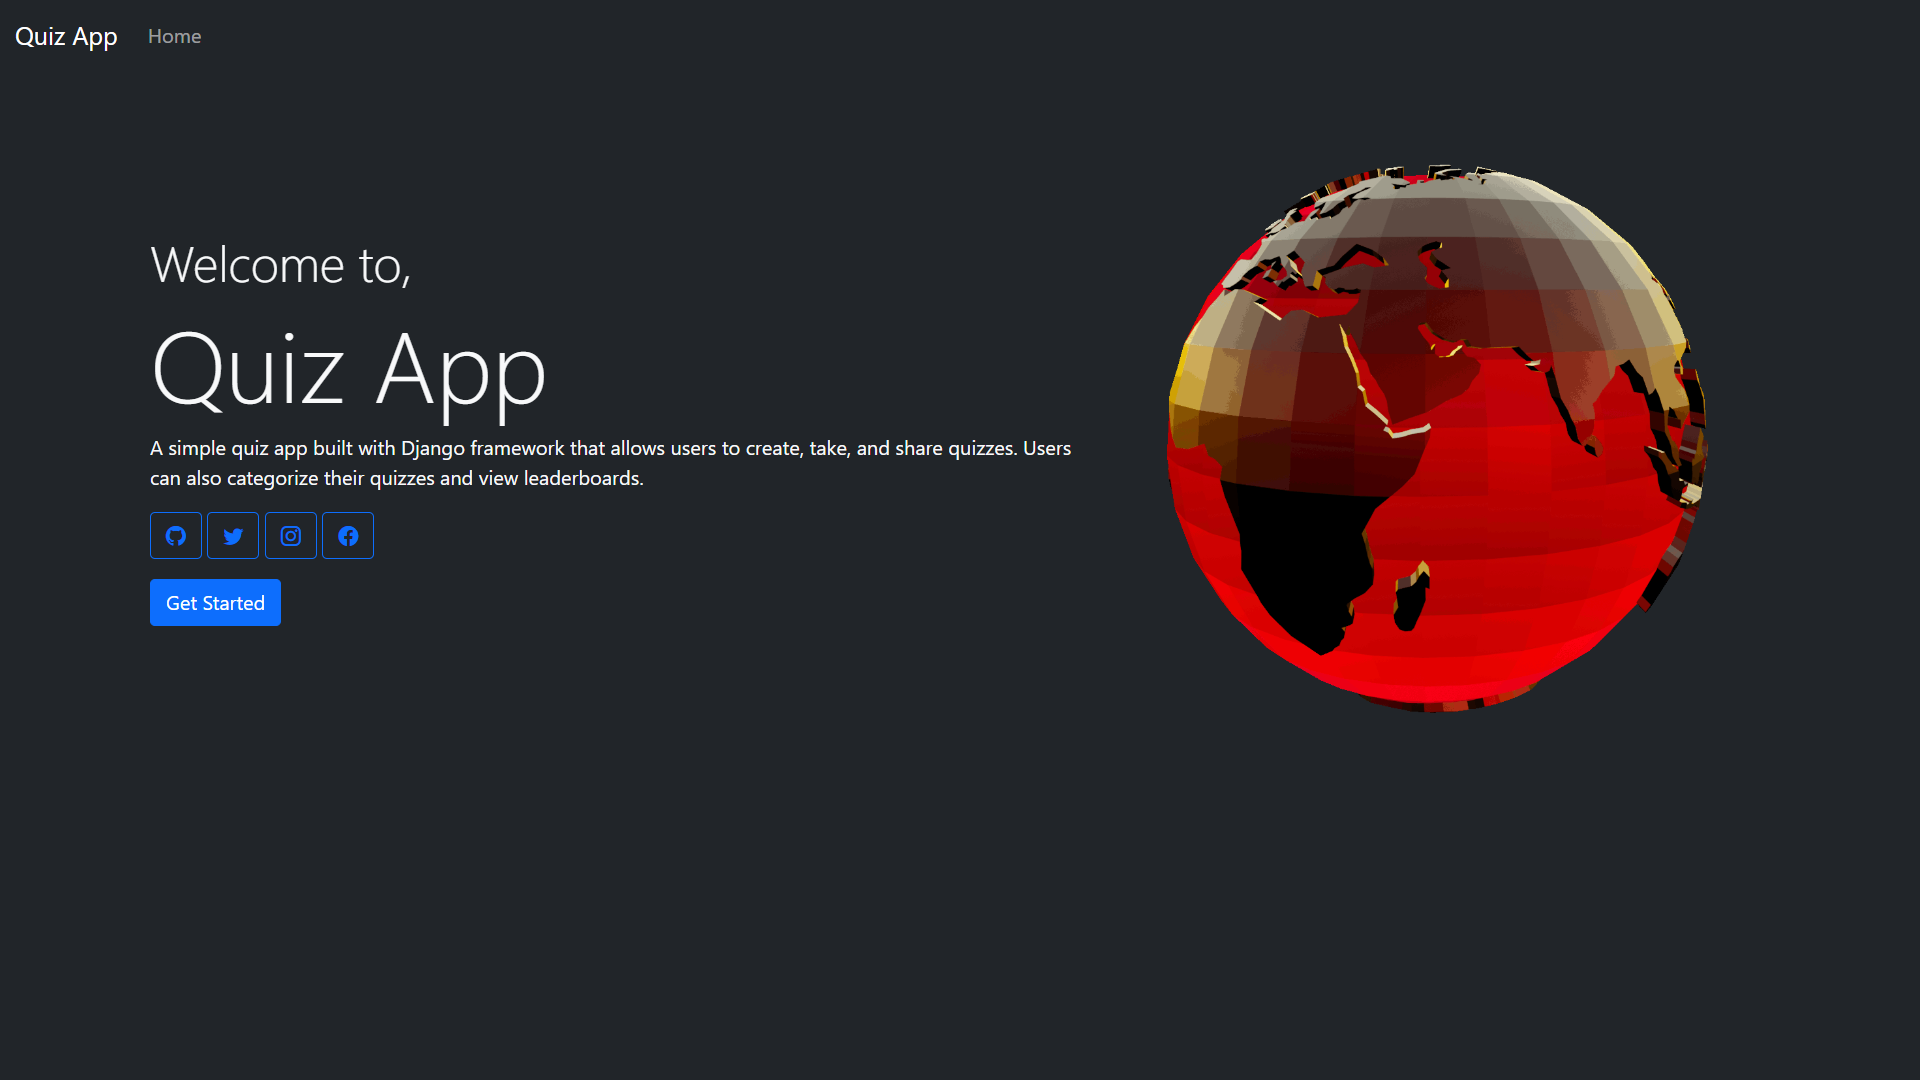 Quiz App Home
Welcome to,
Quiz App
A simple quiz app built with Django framework that allows users to create, take, and share quizzes. Users
can also categorize their quizzes and view leaderboards.
Get Started